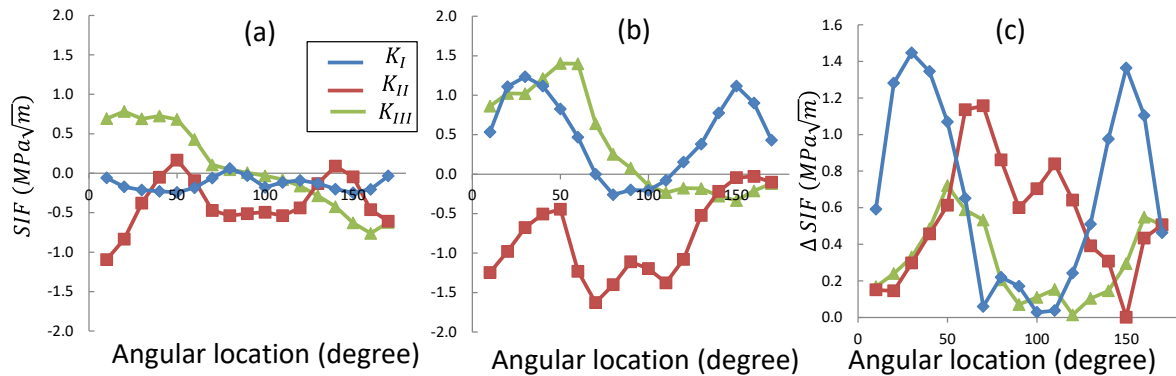 (a)
2.0
1.5
1.0
0.5
0.0
-0.5
-1.0
-1.5
-2.0
0 50 100 150
SIF (MPa√m)
Angular location (degree)
K_I
K_II
K_III
(b)
2.0
1.5
1.0
0.5
0.0
-0.5
-1.0
-1.5
-2.0
0 50 100 150
Angular location (degree)
(c)
1.6
1.4
1.2
1.0
0.8
0.6
0.4
0.2
0.0
0 50 100 150
Δ SIF (MPa√m)
Angular location (degree)